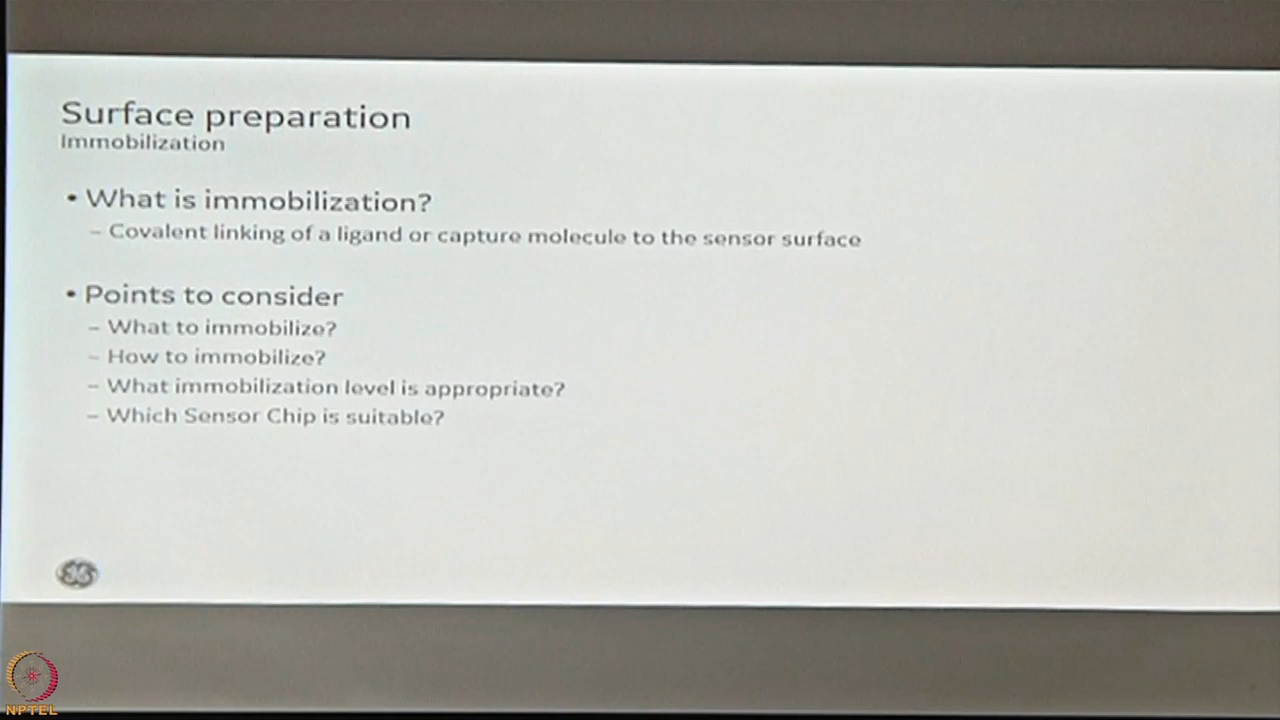 Surface preparation
Immobilization
• What is immobilization?
– Covalent linking of a ligand or capture molecule to the sensor surface
• Points to consider
– What to immobilize?
– How to immobilize?
– What immobilization level is appropriate?
– Which Sensor Chip is suitable?
GE
NPTEL